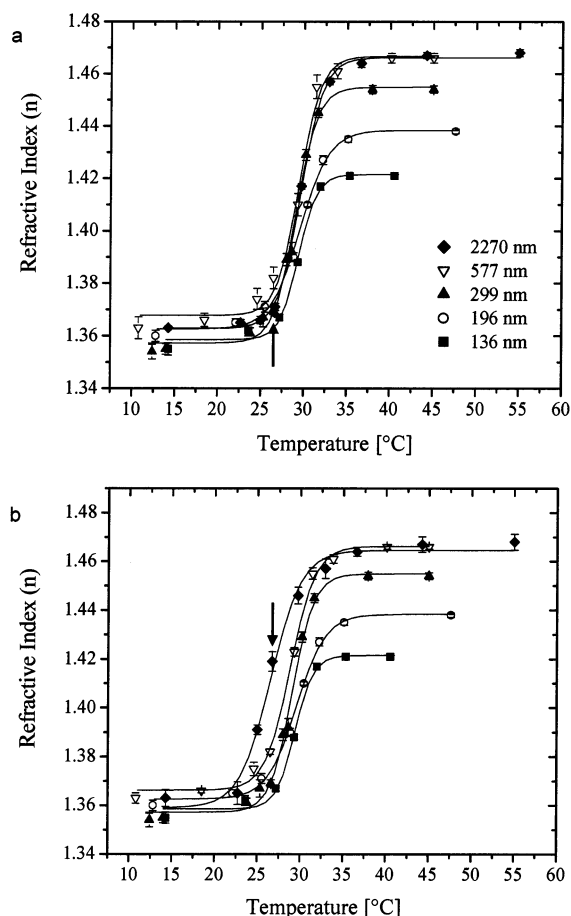 a
1.48
1.46
1.44
1.42
1.40
1.38
1.36
1.34
Refractive Index (n)
2270 nm
577 nm
299 nm
196 nm
136 nm
10 15 20 25 30 35 40 45 50 55 60
Temperature [°C]
b
1.48
1.46
1.44
1.42
1.40
1.38
1.36
1.34
Refractive Index (n)
10 15 20 25 30 35 40 45 50 55 60
Temperature [°C]